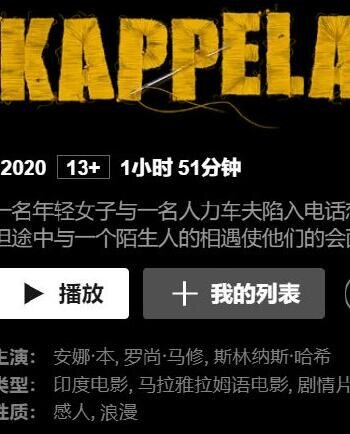 KAPPELA
2020 13+ 1小时 51分钟
一名年轻女子与一名人力车夫陷入电话恋
但途中与一个陌生人的相遇使他们的会面
播放 我的列表
主演： 安娜·本, 罗尚·马修, 斯林纳斯·哈希
类型： 印度电影, 马拉雅拉姆语电影, 剧情片
性质： 感人, 浪漫